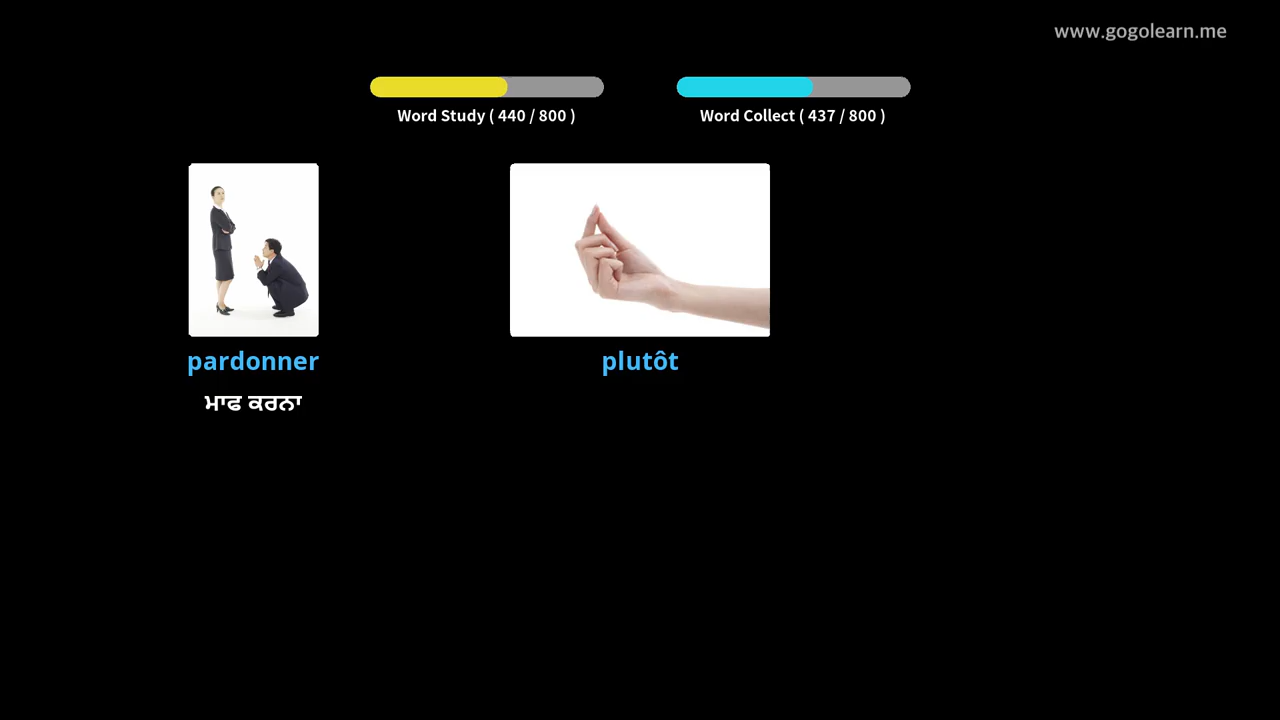 www.gogolearn.me
Word Study ( 440 / 800 )
Word Collect ( 437 / 800 )
pardonner
plutôt
ਮਾਫ ਕਰਨਾ